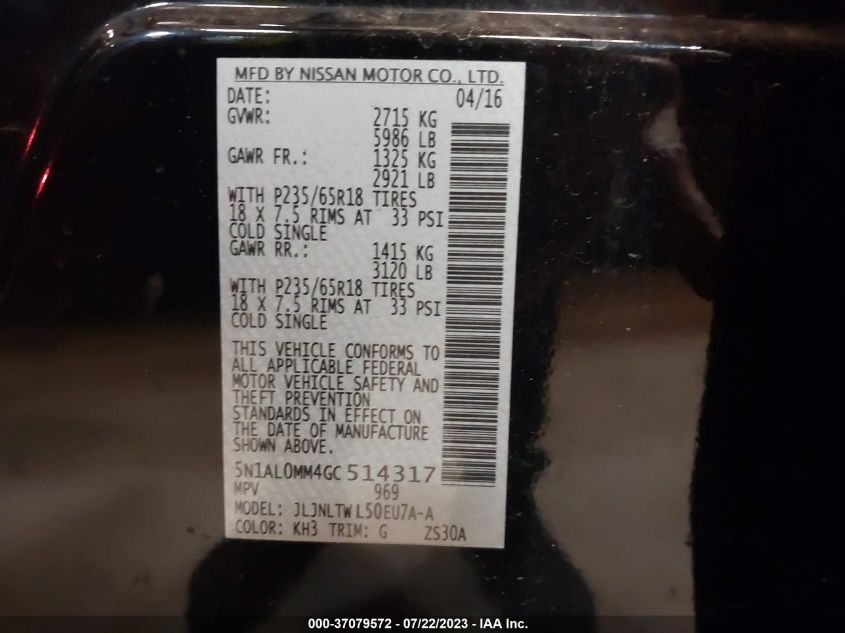 MFD BY NISSAN MOTOR CO., LTD.
DATE: 04/16
GVWR: 2715 KG
5986 LB
GAWR FR.: 1325 KG
2921 LB
WITH P235/65R18 TIRES
18 X 7.5 RIMS AT 33 PSI
COLD SINGLE
GAWR RR.: 1415 KG
3120 LB
WITH P235/65R18 TIRES
18 X 7.5 RIMS AT 33 PSI
COLD SINGLE
THIS VEHICLE CONFORMS TO
ALL APPLICABLE FEDERAL
MOTOR VEHICLE SAFETY AND
THEFT PREVENTION
STANDARDS IN EFFECT ON
THE DATE OF MANUFACTURE
SHOWN ABOVE.
5N1AL0MM4GC514317
MPV 969
MODEL: JLJNLTWL50EU7A-A
COLOR: KH3 TRIM: G ZS30A
000-37079572 - 07/22/2023 - IAA Inc.